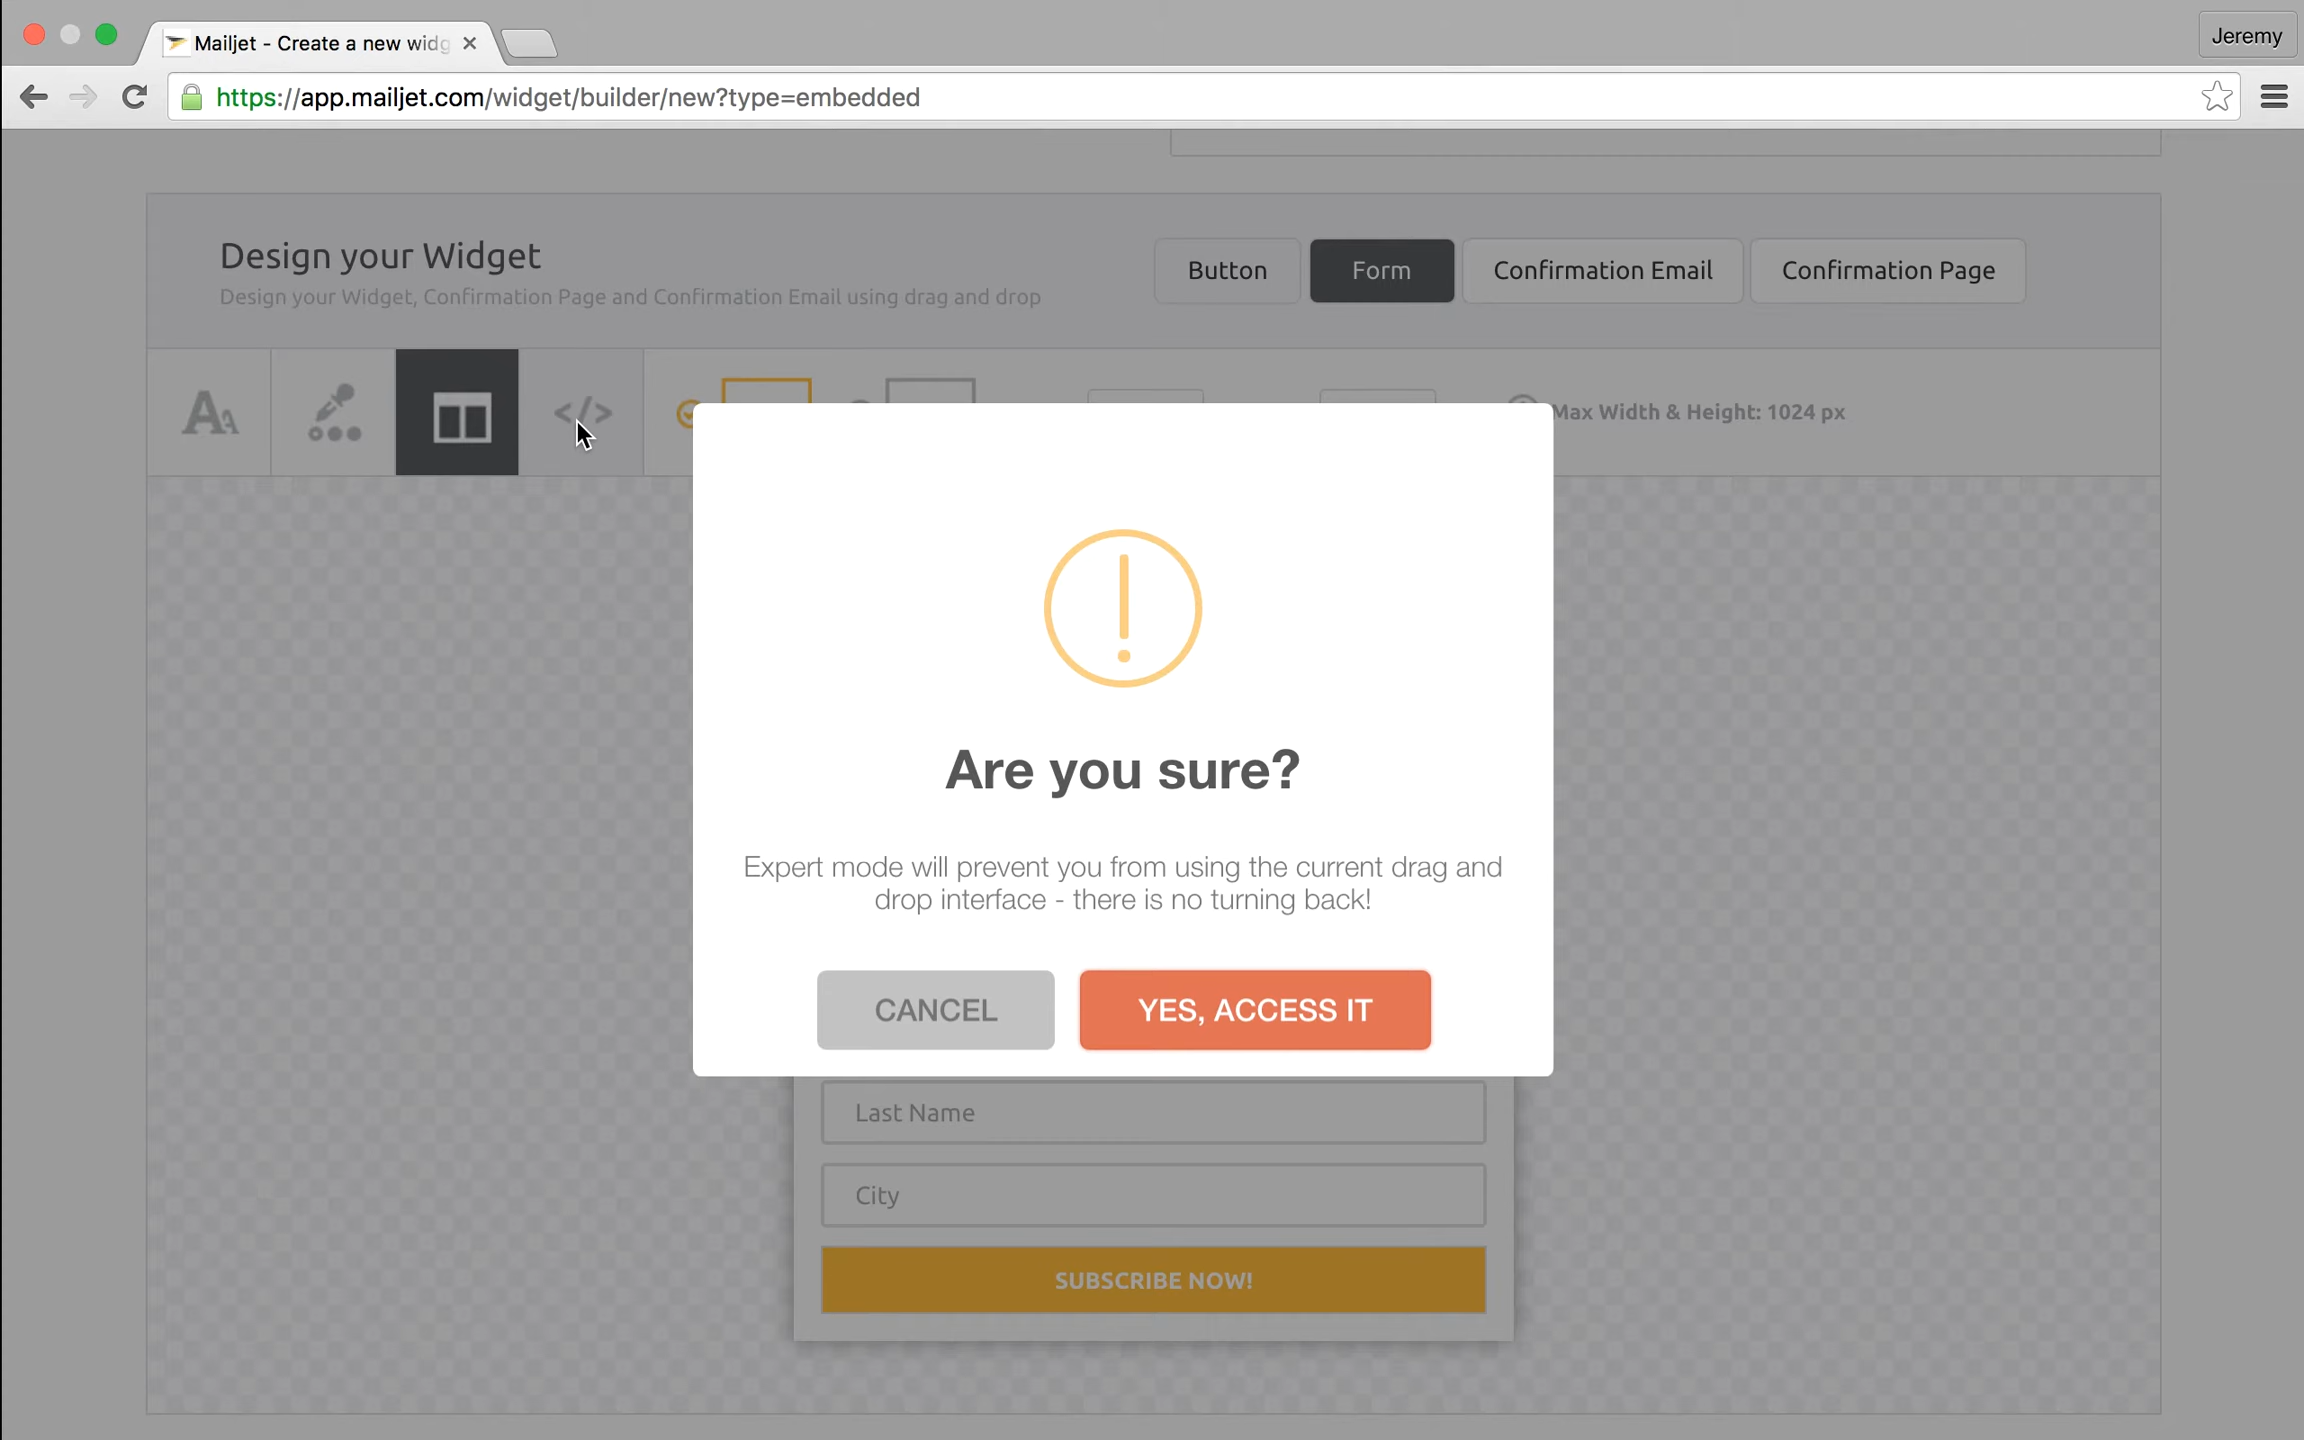 Mailjet - Create a new widg
Jeremy
https://app.mailjet.com/widget/builder/new?type=embedded
Design your Widget
Design your Widget, Confirmation Page and Confirmation Email using drag and drop
Button
Form
Confirmation Email
Confirmation Page
Max Width & Height: 1024 px
Are you sure?
Expert mode will prevent you from using the current drag and
drop interface - there is no turning back!
CANCEL
YES, ACCESS IT
Last Name
City
SUBSCRIBE NOW!